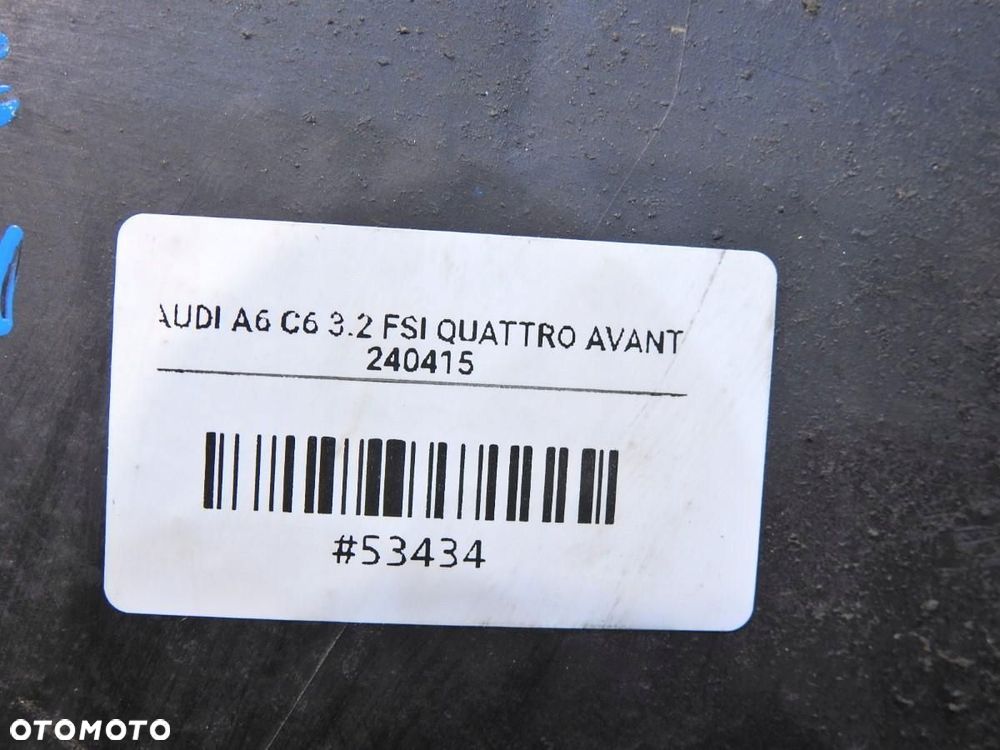 AUDI A6 C6 3.2 FSI QUATTRO AVANT
240415
#53434
OTOMOTO